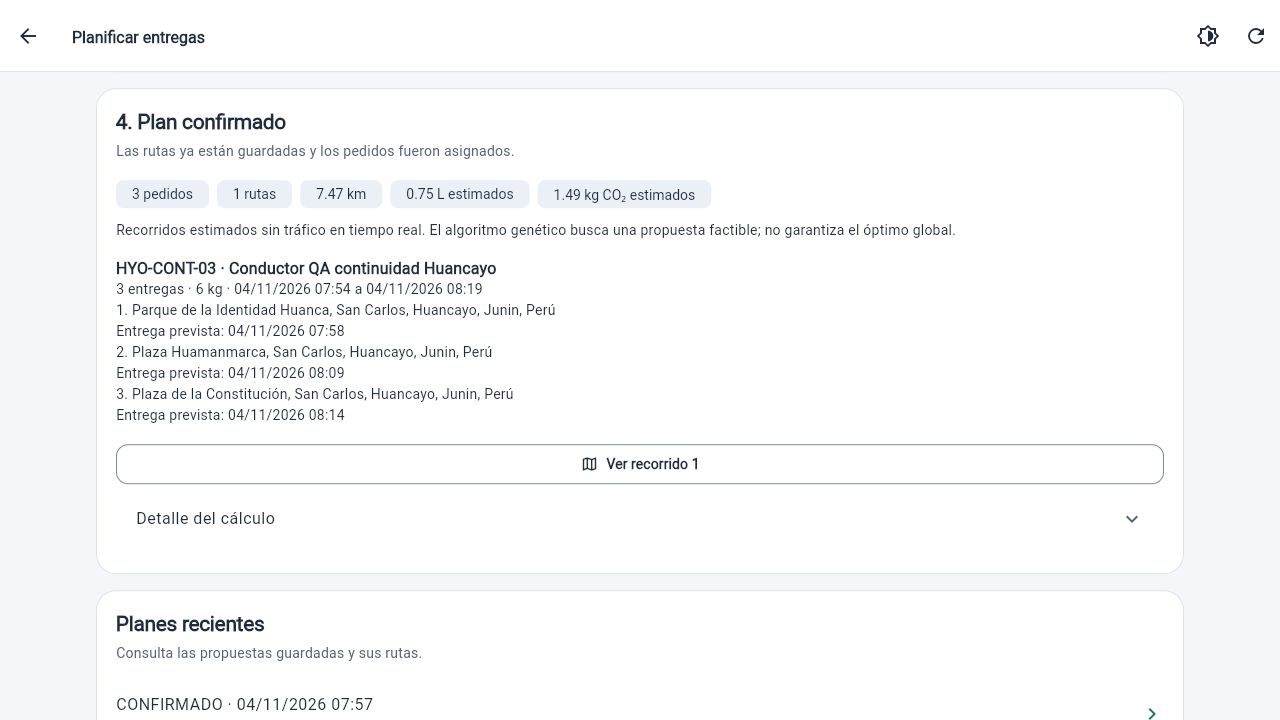 Planificar entregas
4. Plan confirmado
Las rutas ya están guardadas y los pedidos fueron asignados.
3 pedidos
1 rutas
7.47 km
0.75 L estimados
1.49 kg CO₂ estimados
Recorridos estimados sin tráfico en tiempo real. El algoritmo genético busca una propuesta factible; no garantiza el óptimo global.
HYO-CONT-03 · Conductor QA continuidad Huancayo
3 entregas · 6 kg · 04/11/2026 07:54 a 04/11/2026 08:19
1. Parque de la Identidad Huanca, San Carlos, Huancayo, Junin, Perú
Entrega prevista: 04/11/2026 07:58
2. Plaza Huamanmarca, San Carlos, Huancayo, Junin, Perú
Entrega prevista: 04/11/2026 08:09
3. Plaza de la Constitución, San Carlos, Huancayo, Junin, Perú
Entrega prevista: 04/11/2026 08:14
Ver recorrido 1
Detalle del cálculo
Planes recientes
Consulta las propuestas guardadas y sus rutas.
CONFIRMADO · 04/11/2026 07:57